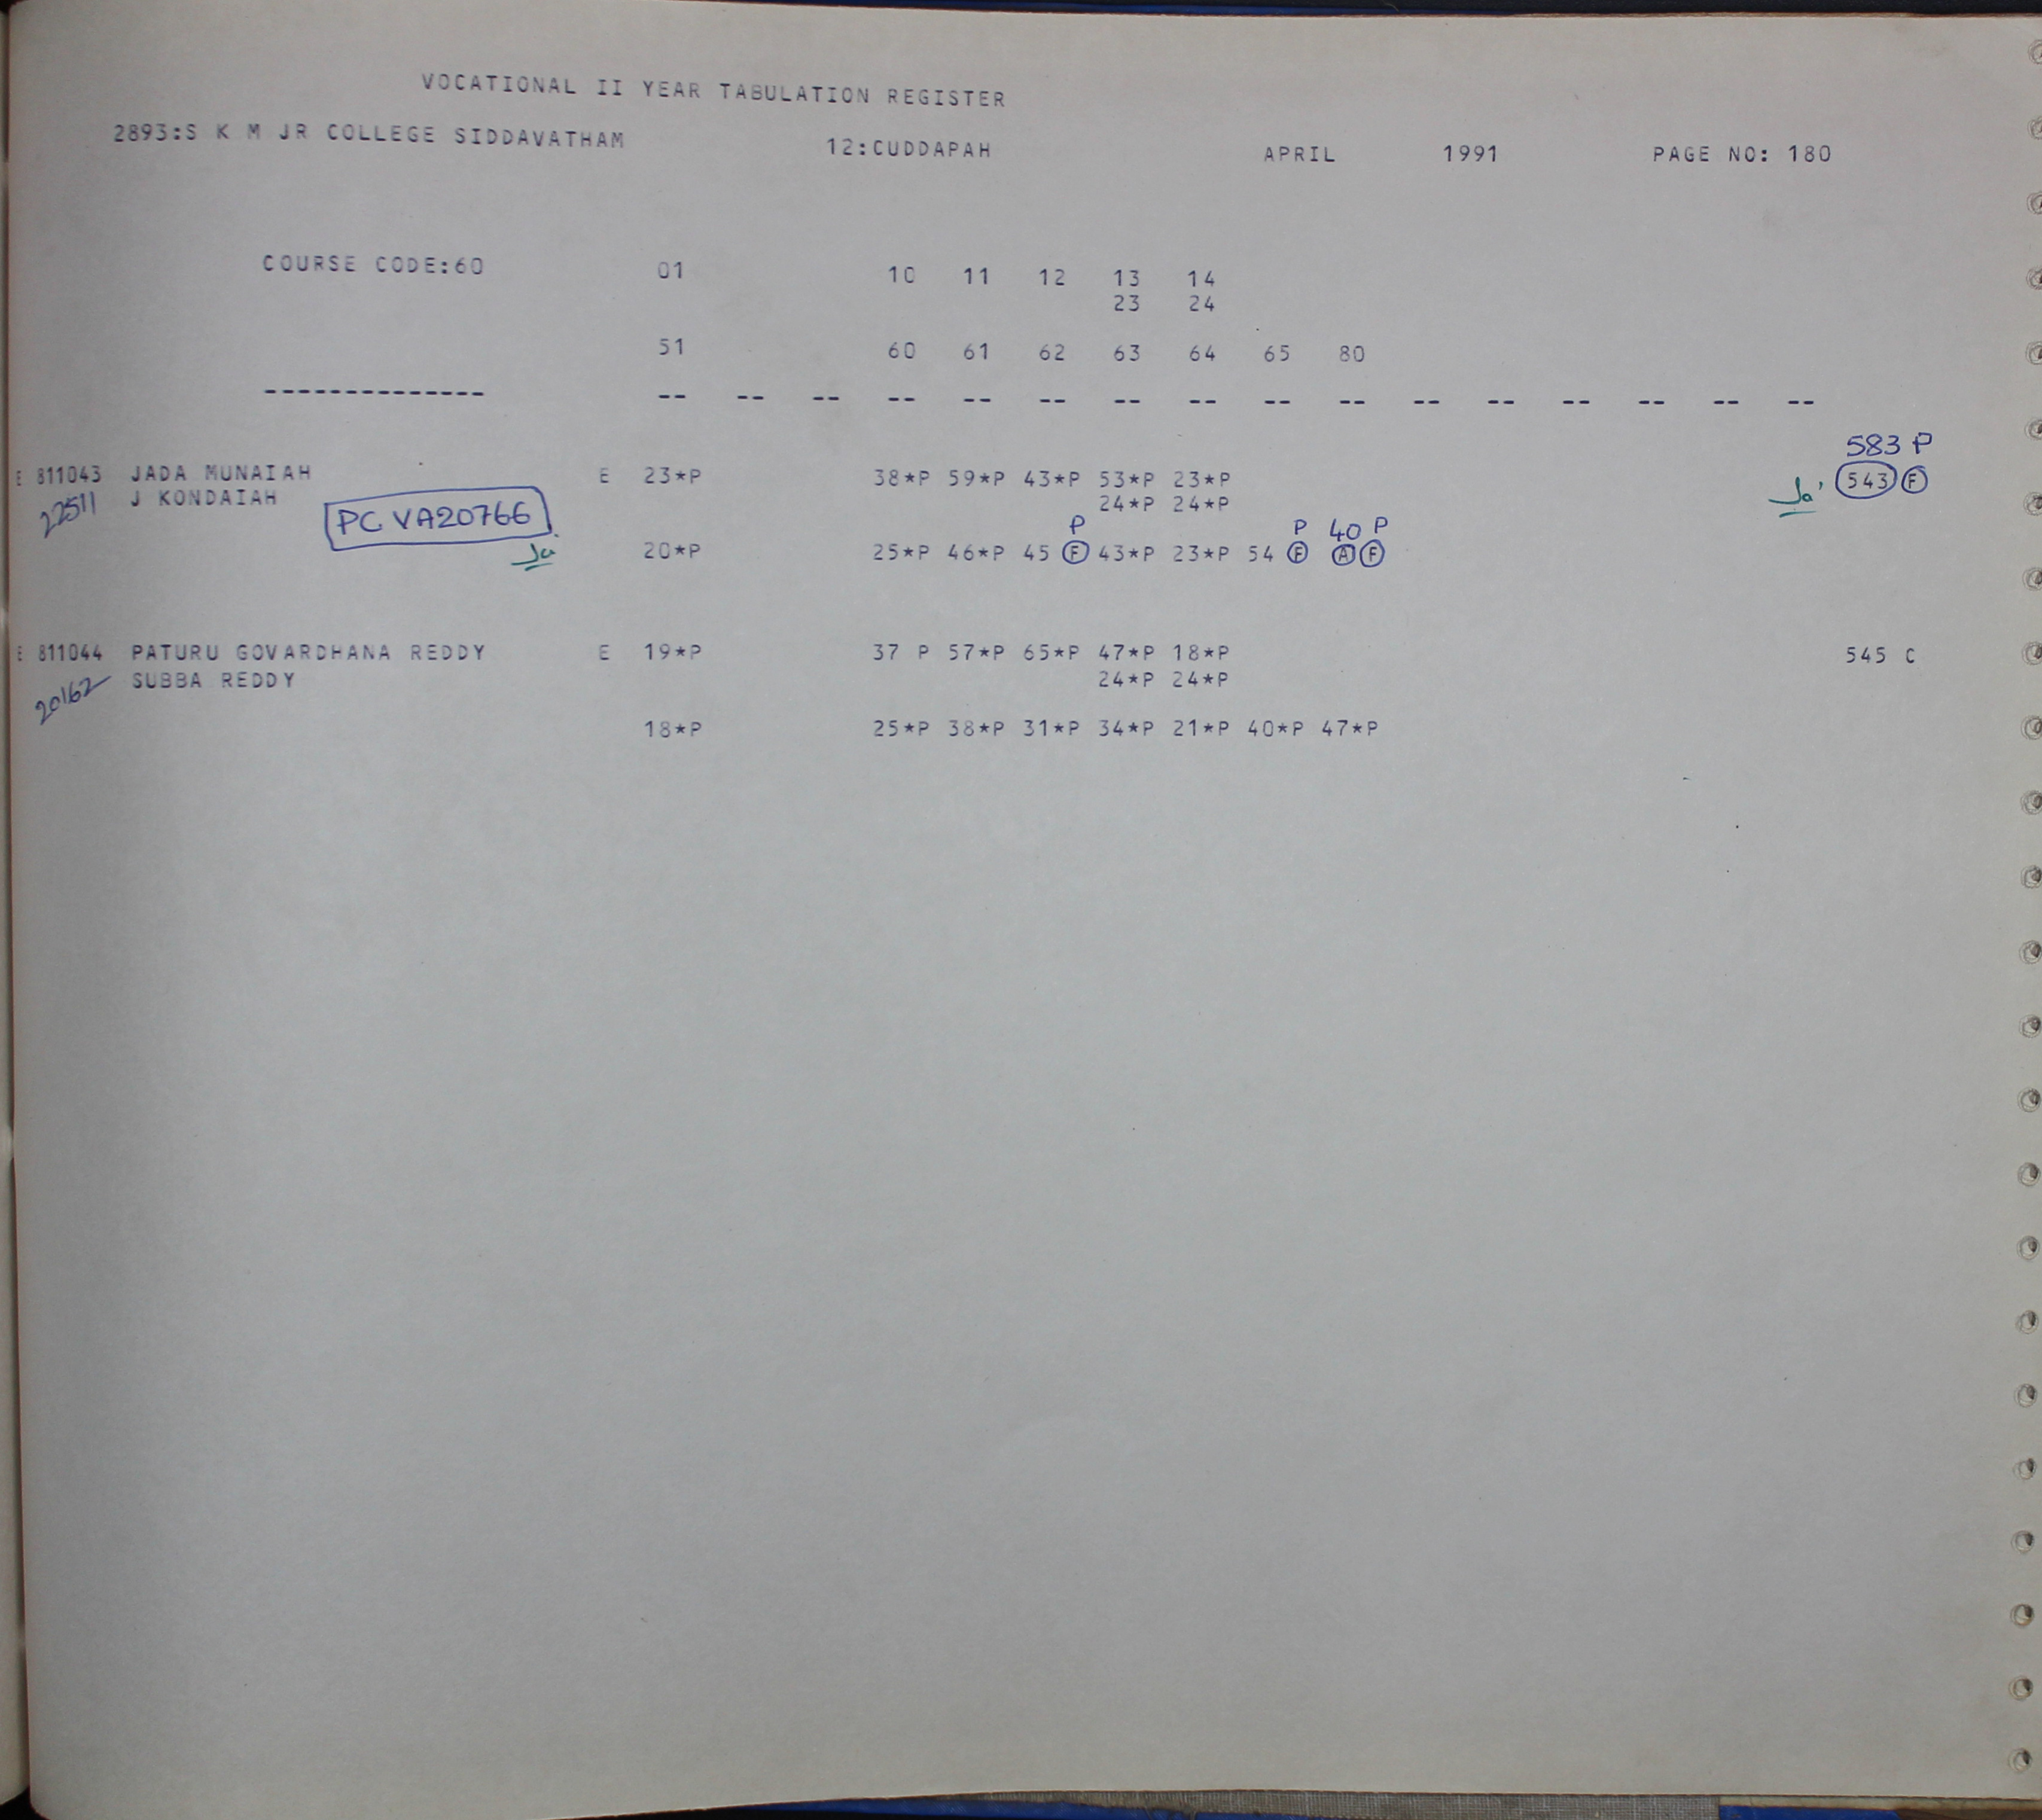 VOCATIONAL II YEAR TABULATION REGISTER
2893:S K M JR COLLEGE SIDDAVATHAM 12:CUDDAPAH APRIL 1991 PAGE NO: 180
COURSE CODE:60 01 10 11 12 13 14
23 24
51 60 61 62 63 64 65 80
-------------- -- -- -- -- -- -- -- -- -- -- -- -- -- -- -- --
583 P
E 811043 JADA MUNAIAH E 23*P 38*P 59*P 43*P 53*P 23*P 543 F
22511 J KONDAIAH 24*P 24*P
PC VA20766 P P 40 P
20*P 25*P 46*P 45 F 43*P 23*P 54 F A F
E 811044 PATURU GOVARDHANA REDDY E 19*P 37 P 57*P 65*P 47*P 18*P 545 C
20162 SUBBA REDDY 24*P 24*P
18*P 25*P 38*P 31*P 34*P 21*P 40*P 47*P